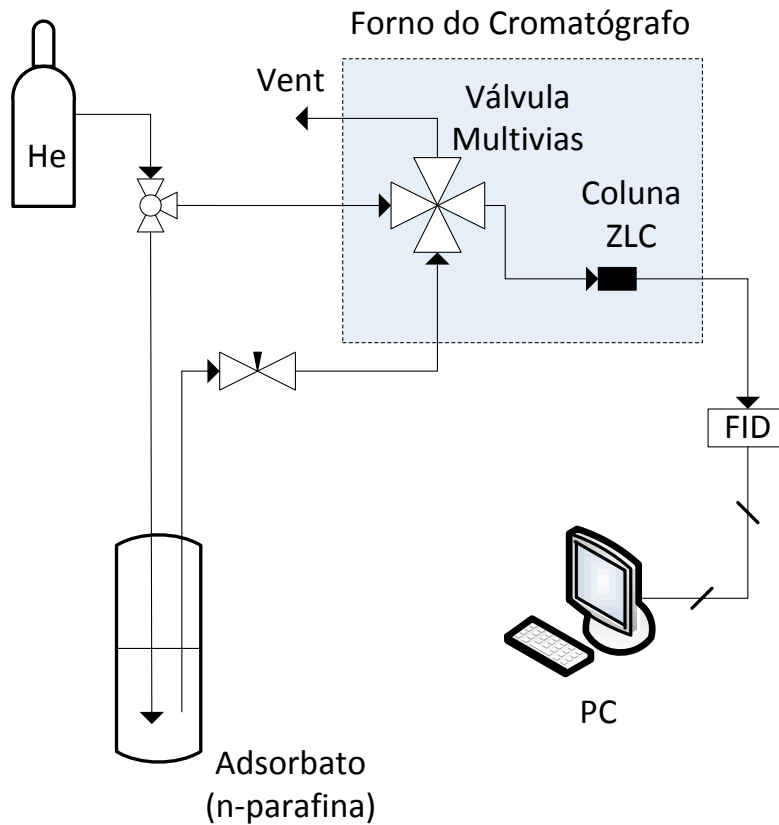 Forno do Cromatógrafo
Vent
Válvula
Multivias
He
Coluna
ZLC
FID
PC
Adsorbato
(n-parafina)